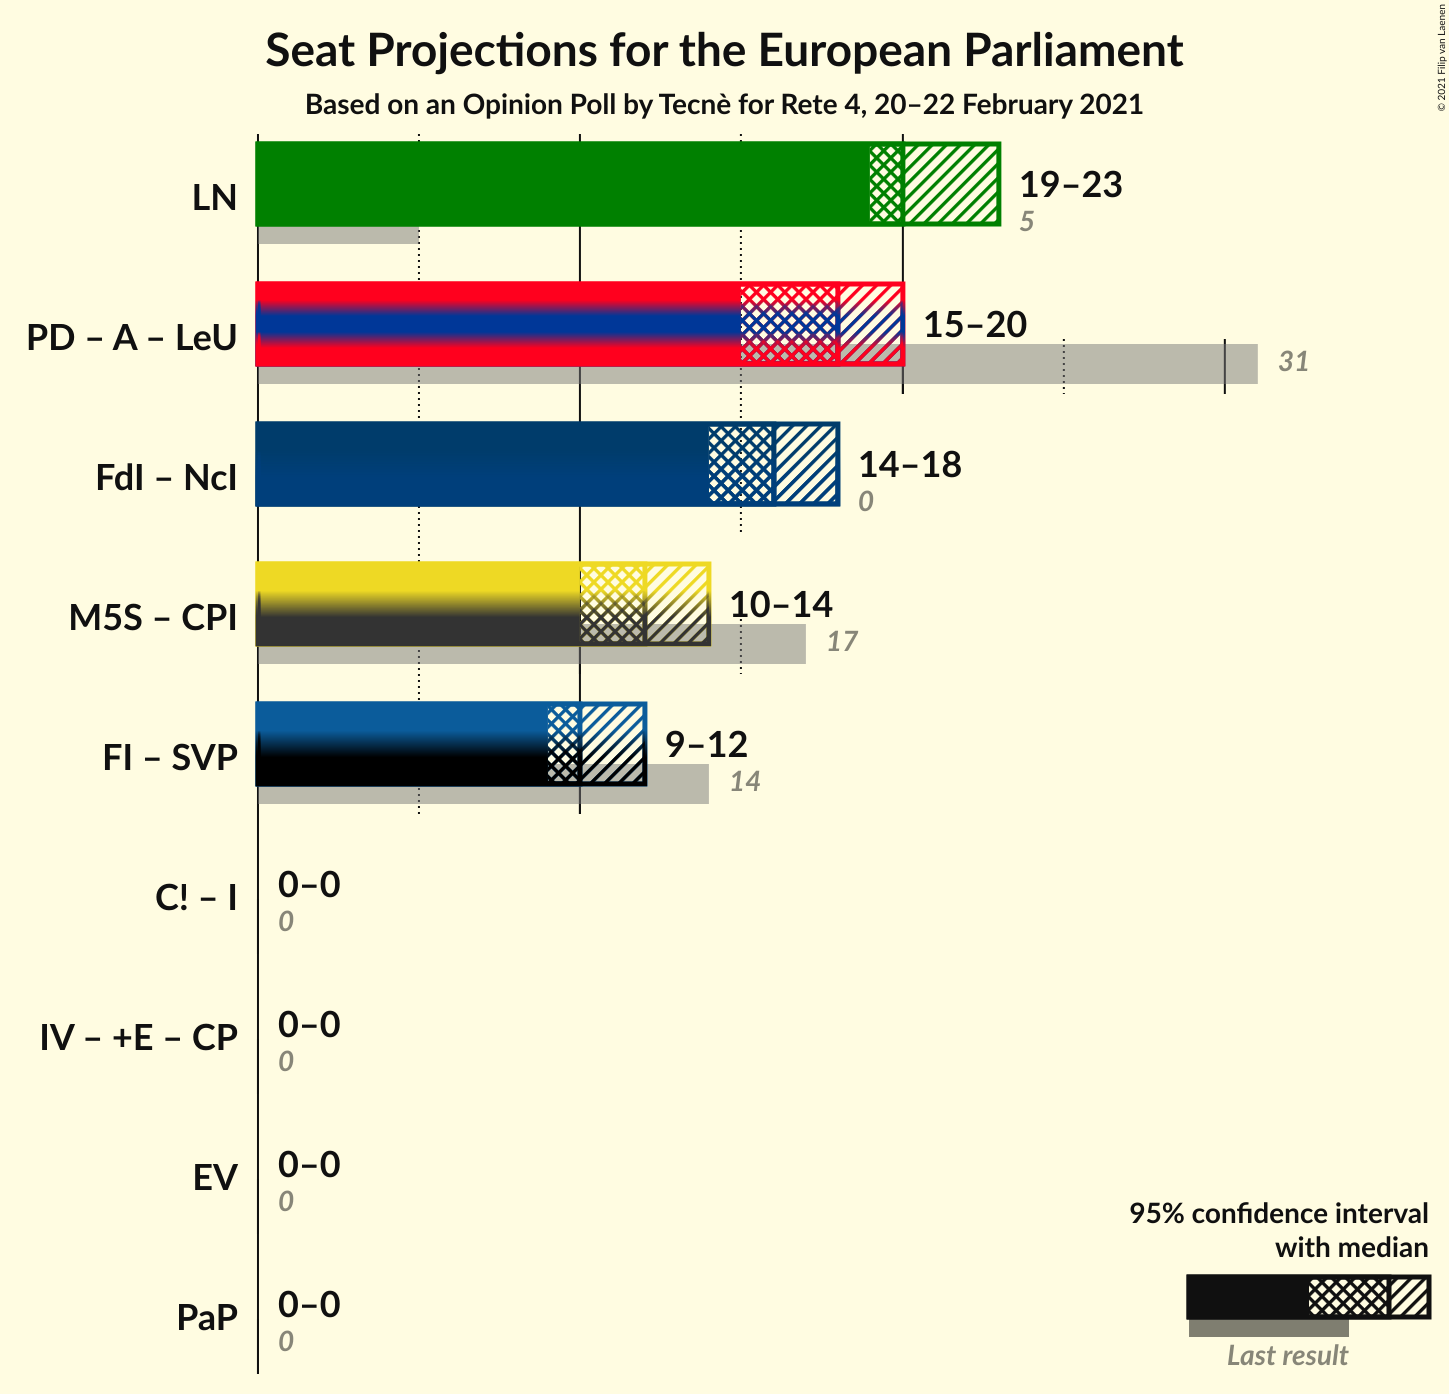 Seat Projections for the European Parliament
Based on an Opinion Poll by Tecnè for Rete 4, 20–22 February 2021
© 2021 Filip van Laenen
LN
19–23
5
PD – A – LeU
15–20
31
FdI – NcI
14–18
0
M5S – CPI
10–14
17
FI – SVP
9–12
14
C! – I
0–0
0
IV – +E – CP
0–0
0
EV
0–0
0
PaP
0–0
0
95% confidence interval
with median
Last result